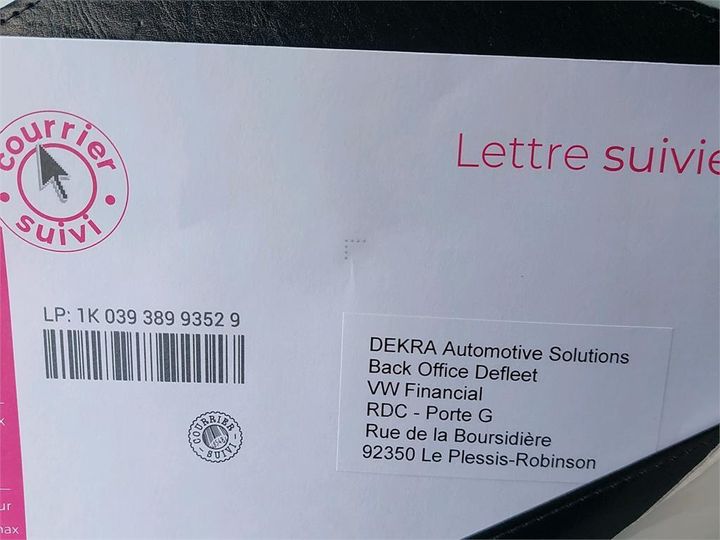 courrier
suivi
Lettre suivie
LP: 1K 039 389 9352 9
COURRIER
SUIVI
DEKRA Automotive Solutions
Back Office Defleet
VW Financial
RDC - Porte G
Rue de la Boursidière
92350 Le Plessis-Robinson